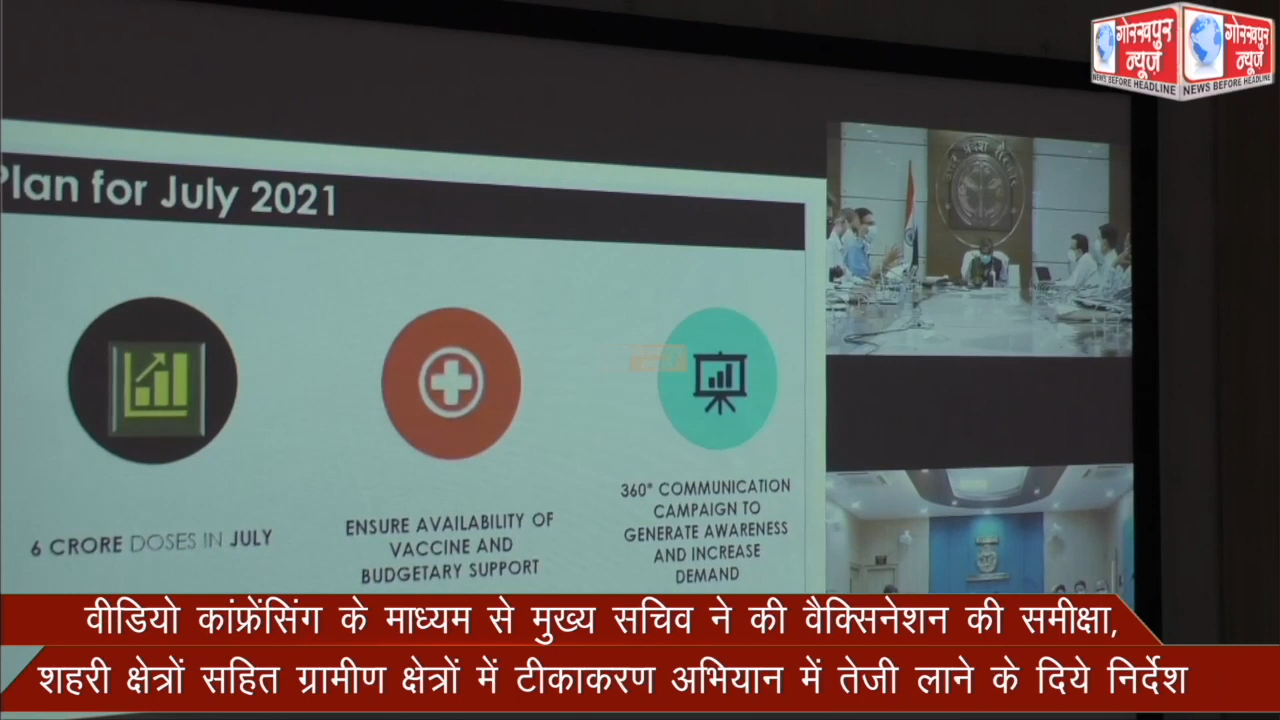 गोरखपुर
न्यूज़
NEWS BEFORE HEADLINE
गोरखपुर
न्यूज़
NEWS BEFORE HEADLINE
Plan for July 2021
6 CRORE DOSES IN JULY
ENSURE AVAILABILITY OF
VACCINE AND
BUDGETARY SUPPORT
360° COMMUNICATION
CAMPAIGN TO
GENERATE AWARENESS
AND INCREASE
DEMAND
वीडियो कांफ्रेंसिंग के माध्यम से मुख्य सचिव ने की वैक्सिनेशन की समीक्षा,
शहरी क्षेत्रों सहित ग्रामीण क्षेत्रों में टीकाकरण अभियान में तेजी लाने के दिये निर्देश